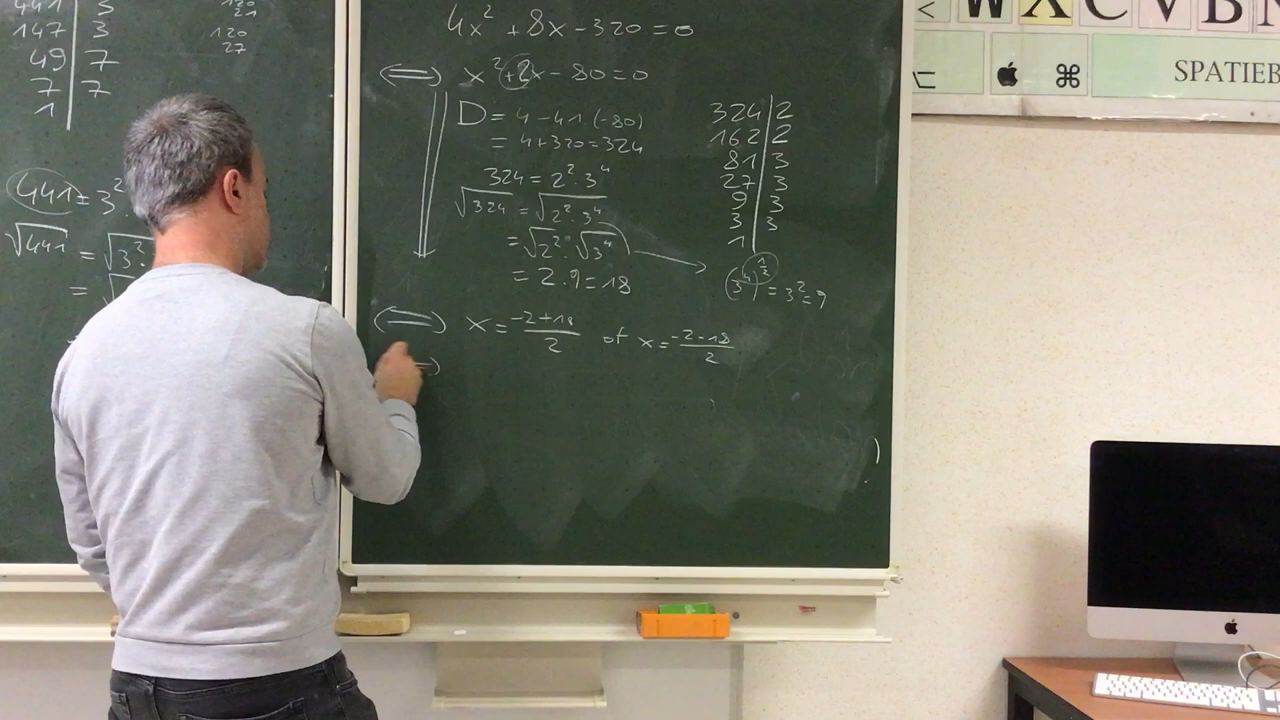 441 | 3
147 | 3
49 | 7
7 | 7
1 |
120
21
120
27
441 = 3².
√441 = √3².
= √
4x² + 8x - 320 = 0
⟺ x² + 2x - 80 = 0
D = 4 - 4.1.(-80)
= 4 + 320 = 324
324 = 2² . 3⁴
√324 = √2² . 3⁴
= √2² . √3⁴
= 2 . 9 = 18
324 | 2
162 | 2
81 | 3
27 | 3
9 | 3
3 | 3
1 |
(3⁴)^½ = 3² = 9
⟺ x = (-2 + 18)/2 of x = (-2 - 18)/2
< W X C V B N
⌥ ⌘ SPATIEB